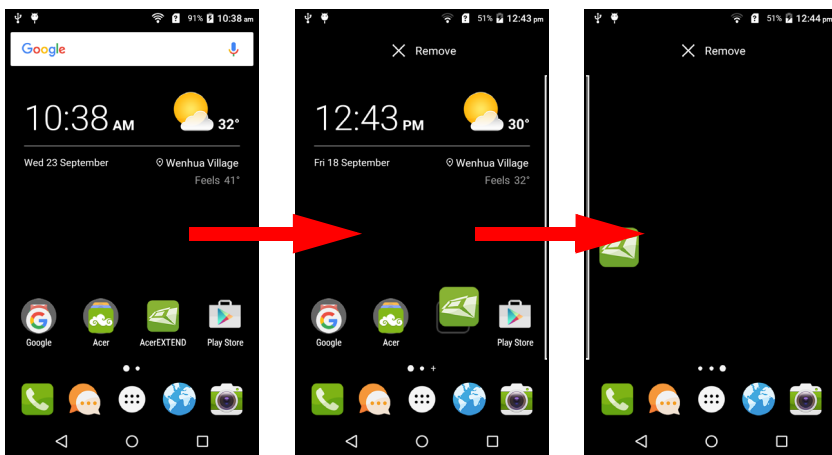 91% 10:38 am
Google
10:38 AM
32°
Wed 23 September
Wenhua Village
Feels 41°
Google
Acer
AcerEXTEND
Play Store
51% 12:43 pm
Remove
12:43 PM
30°
Fri 18 September
Wenhua Village
Feels 32°
Google
Acer
Play Store
51% 12:44 pm
Remove